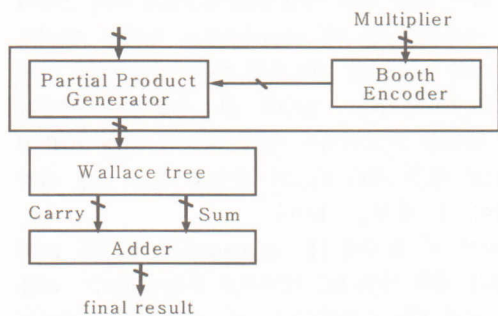 Multiplier
Partial Product
Generator
Booth
Encoder
Wallace tree
Carry
Sum
Adder
final result